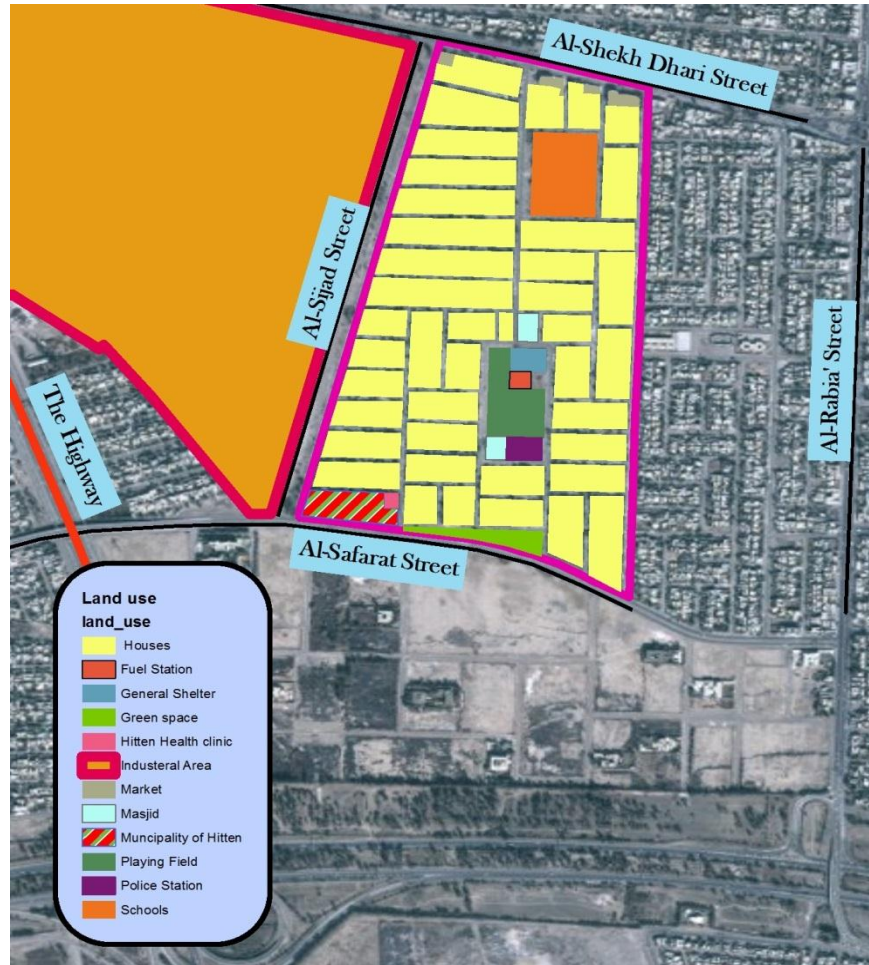 Al-Shekh Dhari Street
Al-Sijad Street
Al-Rabia' Street
The Highway
Al-Safarat Street
Land use
land_use
Houses
Fuel Station
General Shelter
Green space
Hitten Health clinic
Industeral Area
Market
Masjid
Muncipality of Hitten
Playing Field
Police Station
Schools